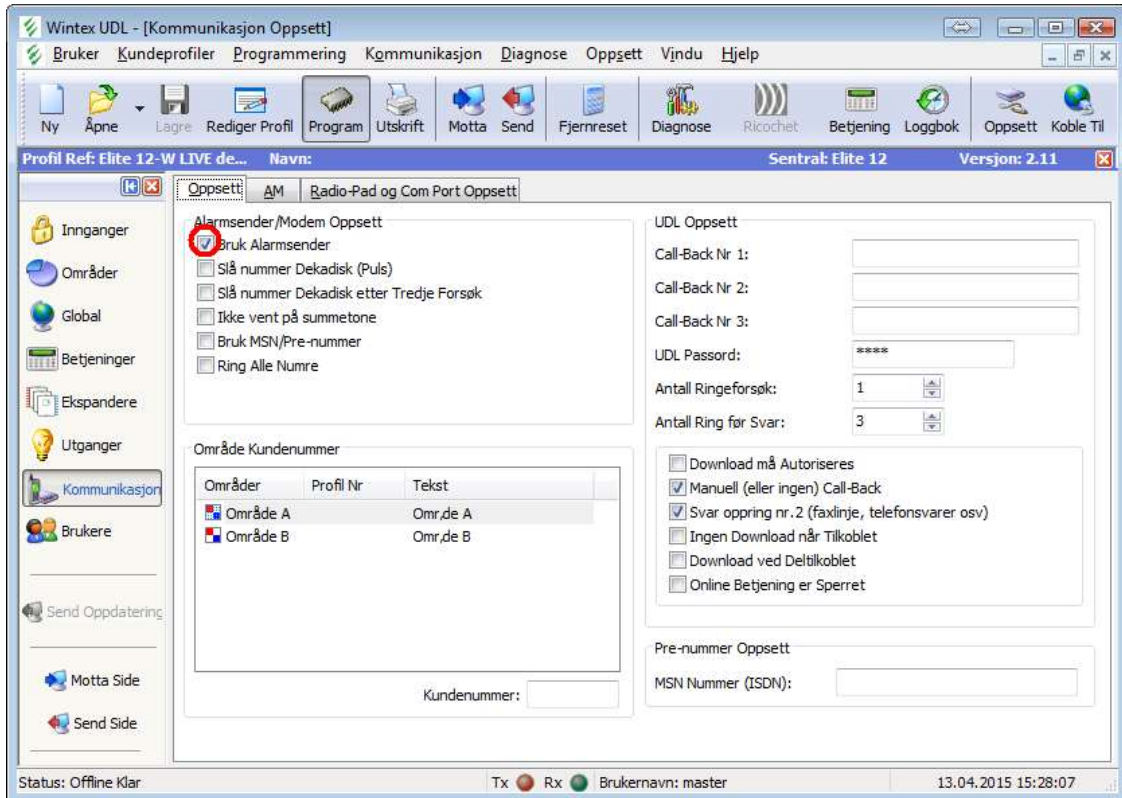 Wintex UDL - [Kommunikasjon Oppsett]
Bruker Kundeprofiler Programmering Kommunikasjon Diagnose Oppsett Vindu Hjelp
Ny Åpne Lagre Rediger Profil Program Utskrift Motta Send Fjernreset Diagnose Ricochet Betjening Loggbok Oppsett Koble Til
Profil Ref: Elite 12-W LIVE de... Navn: Sentral: Elite 12 Versjon: 2.11
Innganger
Områder
Global
Betjeninger
Ekspandere
Utganger
Kommunikasjon
Brukere
Send Oppdatering
Motta Side
Send Side
Oppsett AM Radio-Pad og Com Port Oppsett
Alarmsender/Modem Oppsett
Bruk Alarmsender
Slå nummer Dekadisk (Puls)
Slå nummer Dekadisk etter Tredje Forsøk
Ikke vent på summetone
Bruk MSN/Pre-nummer
Ring Alle Numre
Område Kundenummer
Områder Profil Nr Tekst
Område A Omr,de A
Område B Omr,de B
Kundenummer:
UDL Oppsett
Call-Back Nr 1:
Call-Back Nr 2:
Call-Back Nr 3:
UDL Passord: ****
Antall Ringeforsøk: 1
Antall Ring før Svar: 3
Download må Autoriseres
Manuell (eller ingen) Call-Back
Svar oppring nr.2 (faxlinje, telefonsvarer osv)
Ingen Download når Tilkoblet
Download ved Deltilkoblet
Online Betjening er Sperret
Pre-nummer Oppsett
MSN Nummer (ISDN):
Status: Offline Klar Tx Rx Brukernavn: master 13.04.2015 15:28:07